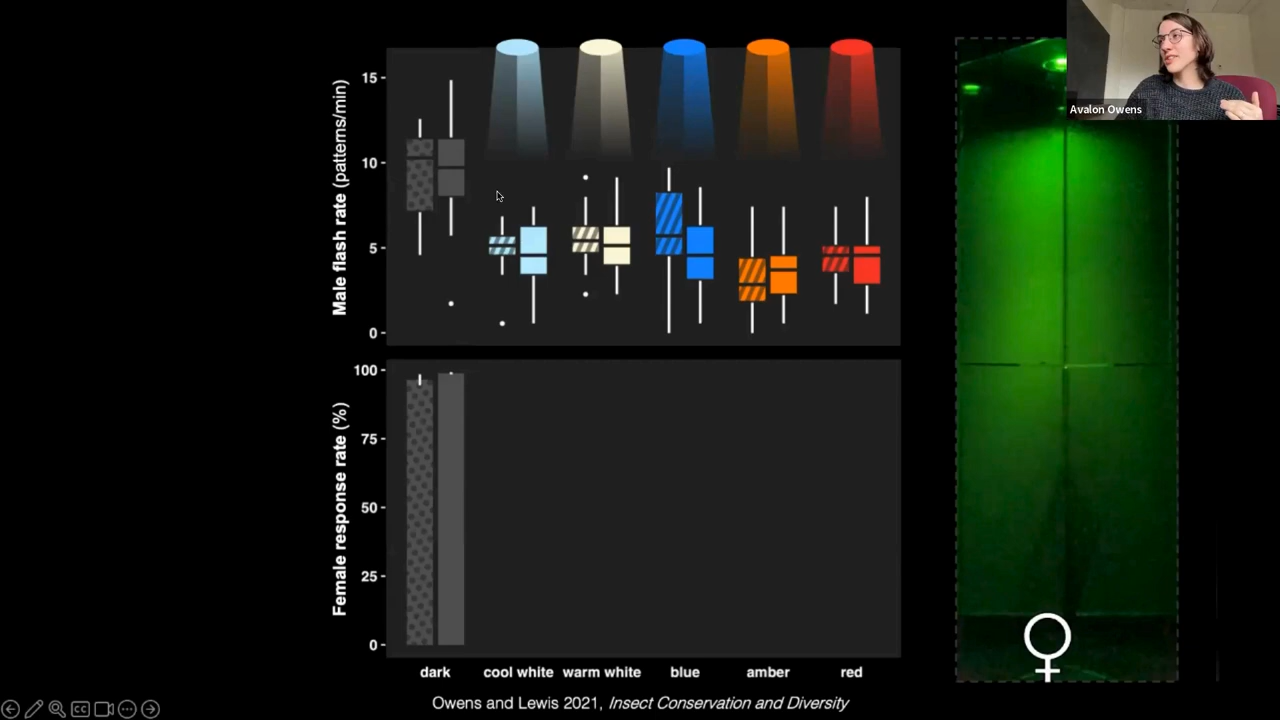 Avalon Owens
Male flash rate (patterns/min)
15
10
5
0
Female response rate (%)
100
75
50
25
0
dark cool white warm white blue amber red
Owens and Lewis 2021, Insect Conservation and Diversity
CC